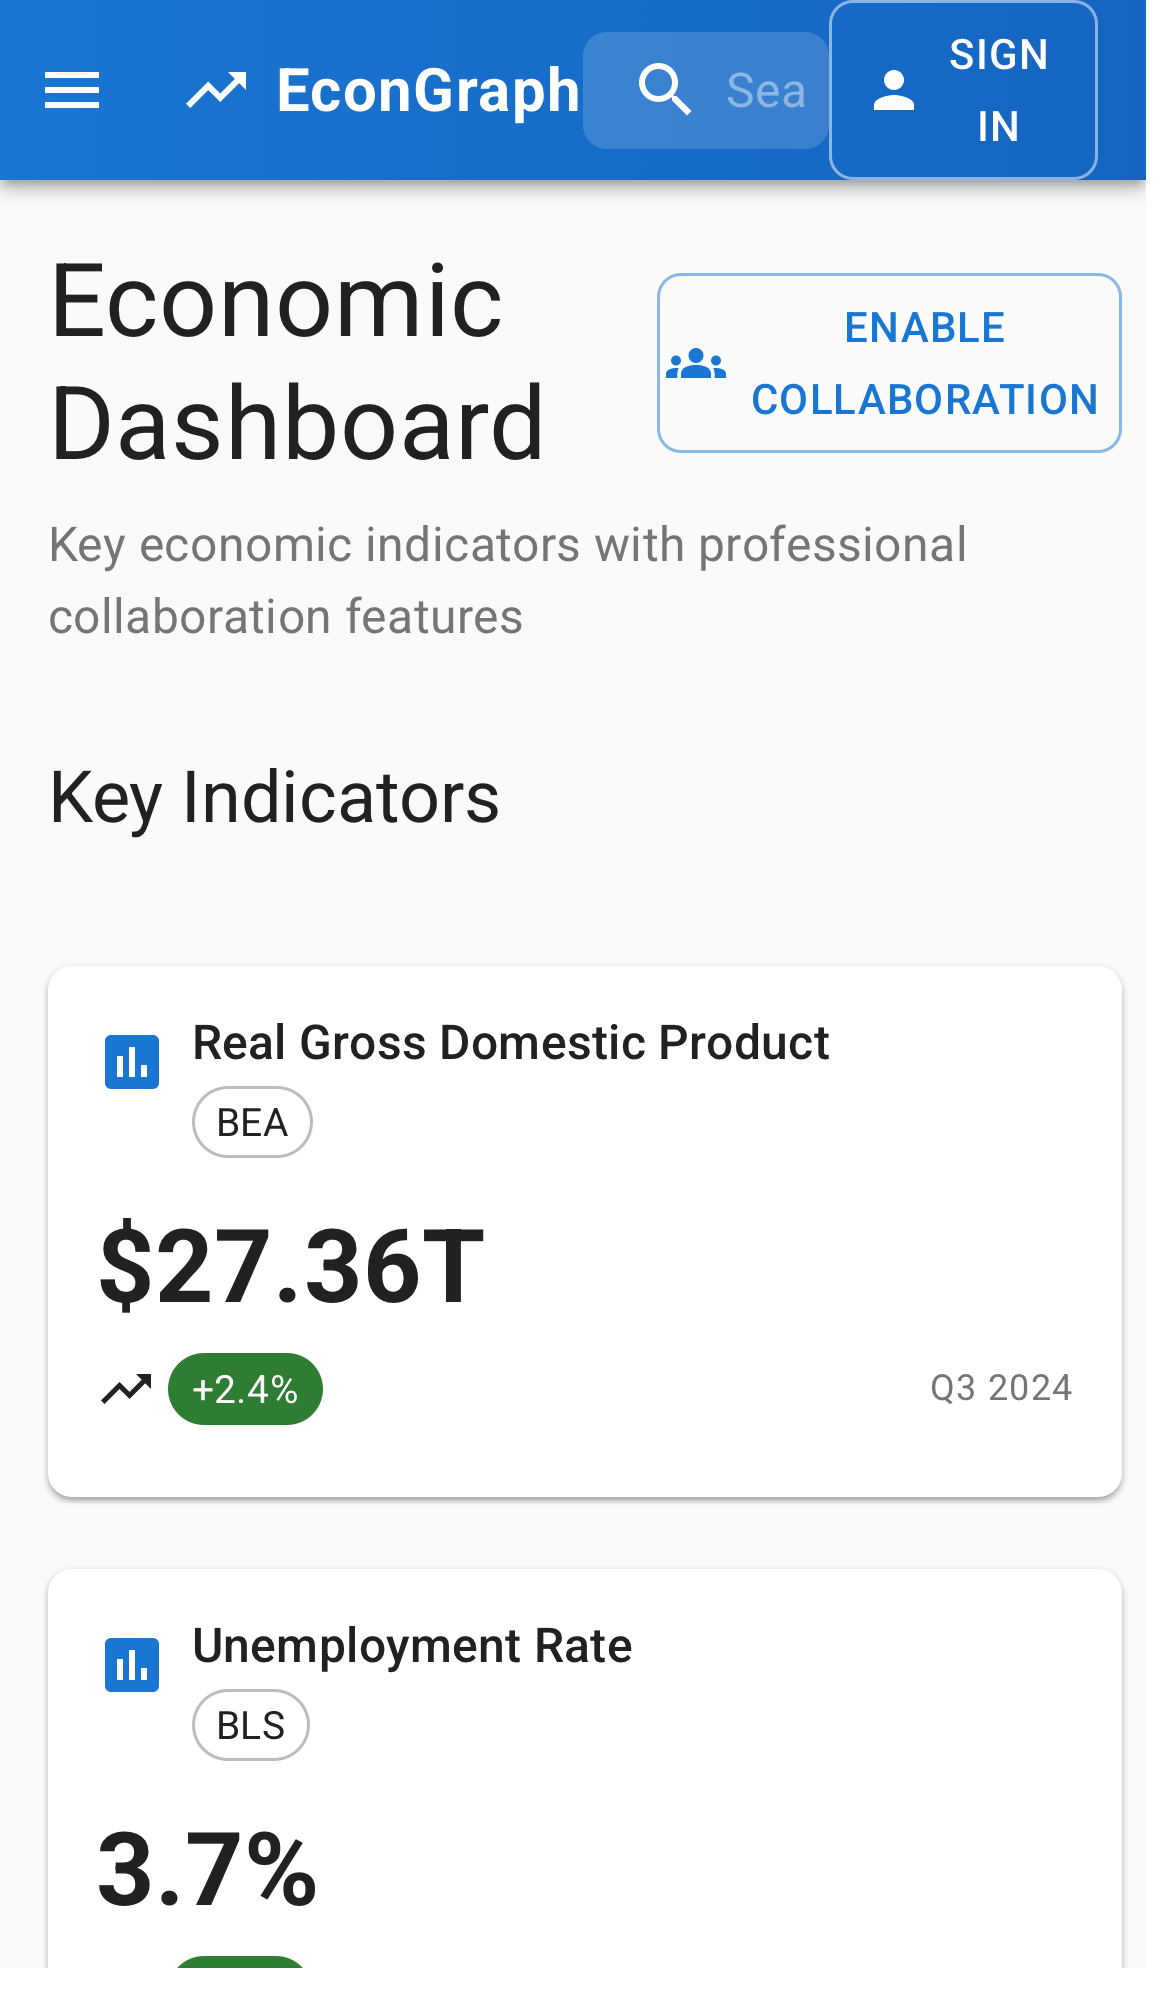 EconGraph
Sea
SIGN
IN
Economic
Dashboard
ENABLE
COLLABORATION
Key economic indicators with professional
collaboration features
Key Indicators
Real Gross Domestic Product
BEA
$27.36T
+2.4%
Q3 2024
Unemployment Rate
BLS
3.7%